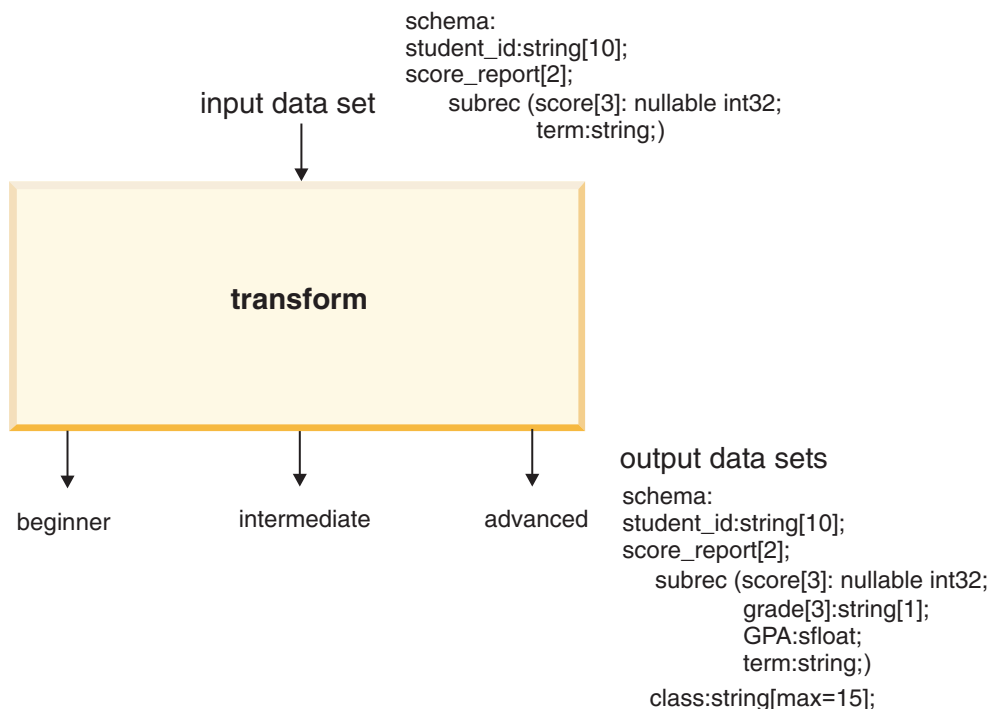 schema:
student_id:string[10];
score_report[2];
subrec (score[3]: nullable int32;
term:string;)
input data set
transform
beginner
intermediate
advanced
output data sets
schema:
student_id:string[10];
score_report[2];
subrec (score[3]: nullable int32;
grade[3]:string[1];
GPA:sfloat;
term:string;)
class:string[max=15];